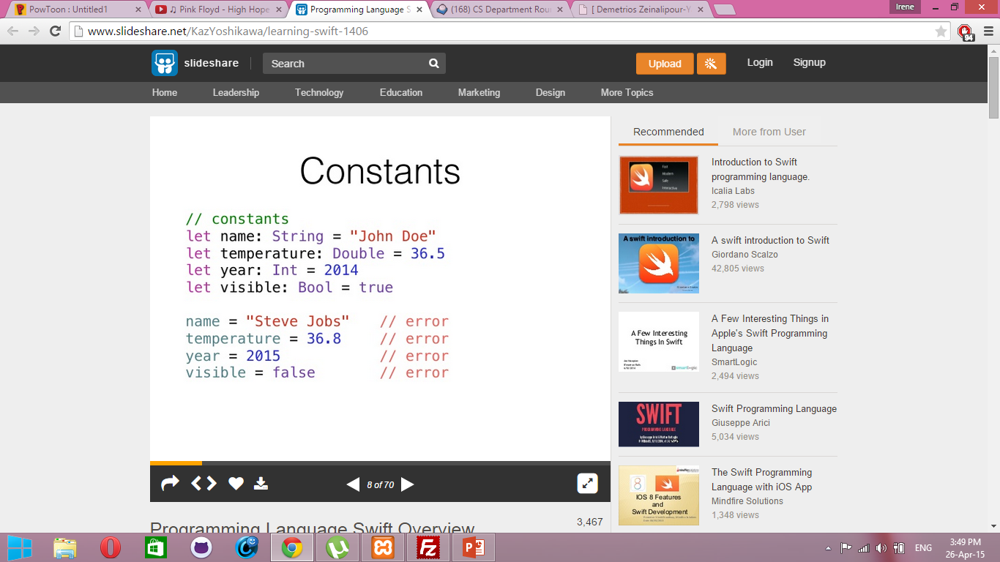 PowToon : Untitled1
♫ Pink Floyd - High Hope
Programming Language S
(168) CS Department Rour
[ Demetrios Zeinalipour-Y
Irene
www.slideshare.net/KazYoshikawa/learning-swift-1406
94
slideshare
Search
Upload
Login
Signup
Home
Leadership
Technology
Education
Marketing
Design
More Topics
Constants
// constants
let name: String = "John Doe"
let temperature: Double = 36.5
let year: Int = 2014
let visible: Bool = true
name = "Steve Jobs" // error
temperature = 36.8 // error
year = 2015 // error
visible = false // error
8 of 70
Programming Language Swift Overview
3,467
Recommended
More from User
Introduction to Swift
programming language.
Icalia Labs
2,798 views
A swift introduction to
A swift introduction to Swift
Giordano Scalzo
42,805 views
A Few Interesting
Things In Swift
smartlogic
A Few Interesting Things in
Apple's Swift Programming
Language
SmartLogic
2,494 views
SWIFT
PROGRAMMING LANGUAGE
Swift Programming Language
Giuseppe Arici
5,034 views
8
IOS 8 Features
and
Swift Development
The Swift Programming
Language with iOS App
Mindfire Solutions
1,348 views
ENG
3:49 PM
26-Apr-15